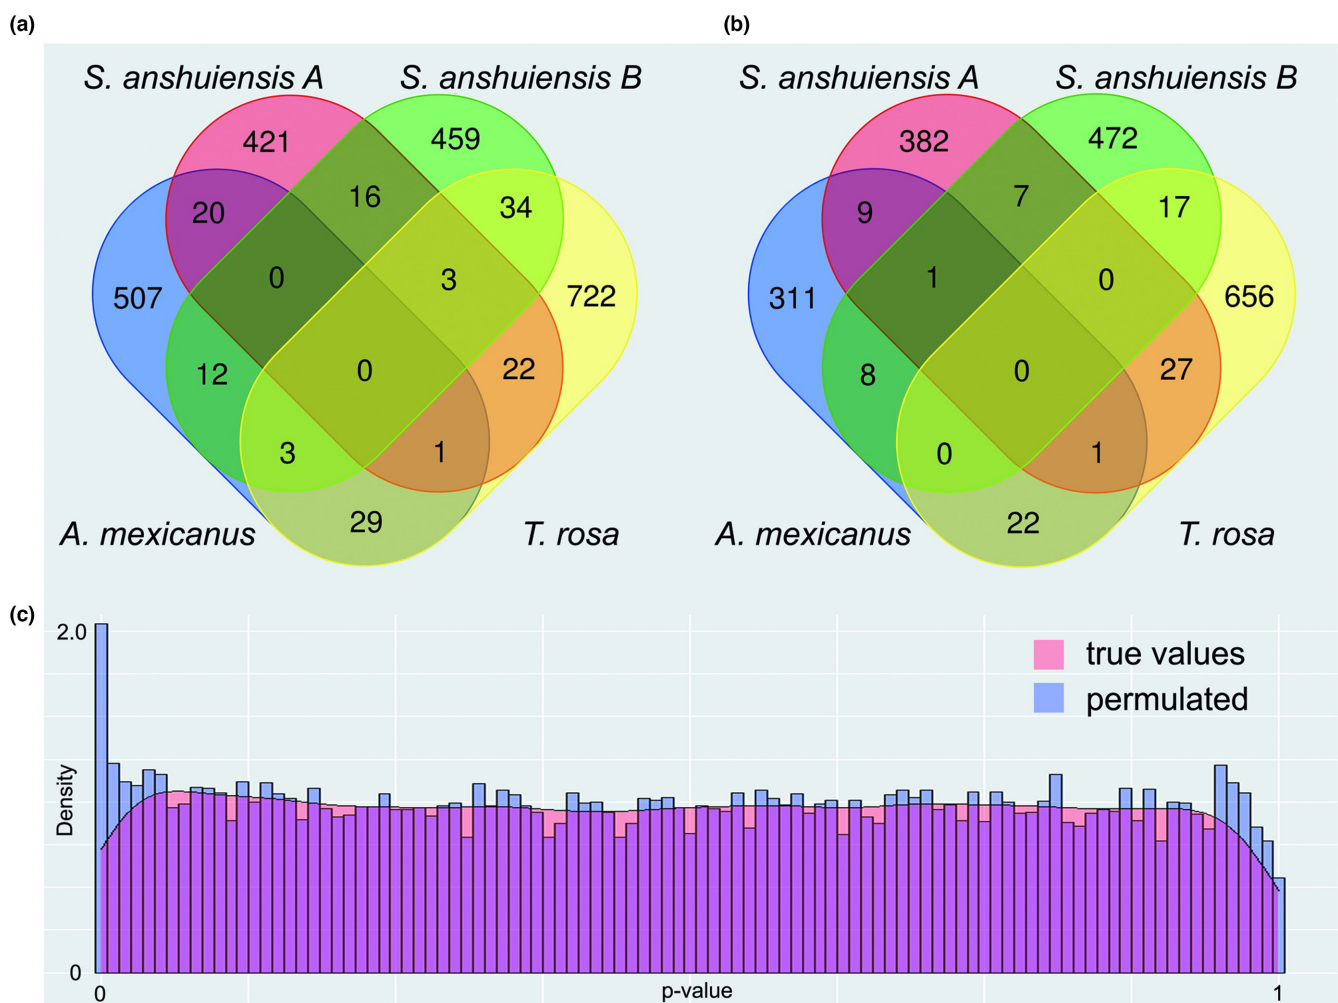 (a)
(b)
S. anshuiensis A
S. anshuiensis B
421
459
20
16
34
507
0
3
722
12
0
22
3
1
29
A. mexicanus
T. rosa
S. anshuiensis A
S. anshuiensis B
382
472
9
7
17
311
1
0
656
8
0
27
0
1
22
A. mexicanus
T. rosa
(c)
2.0
true values
permulated
Density
0
0
p-value
1